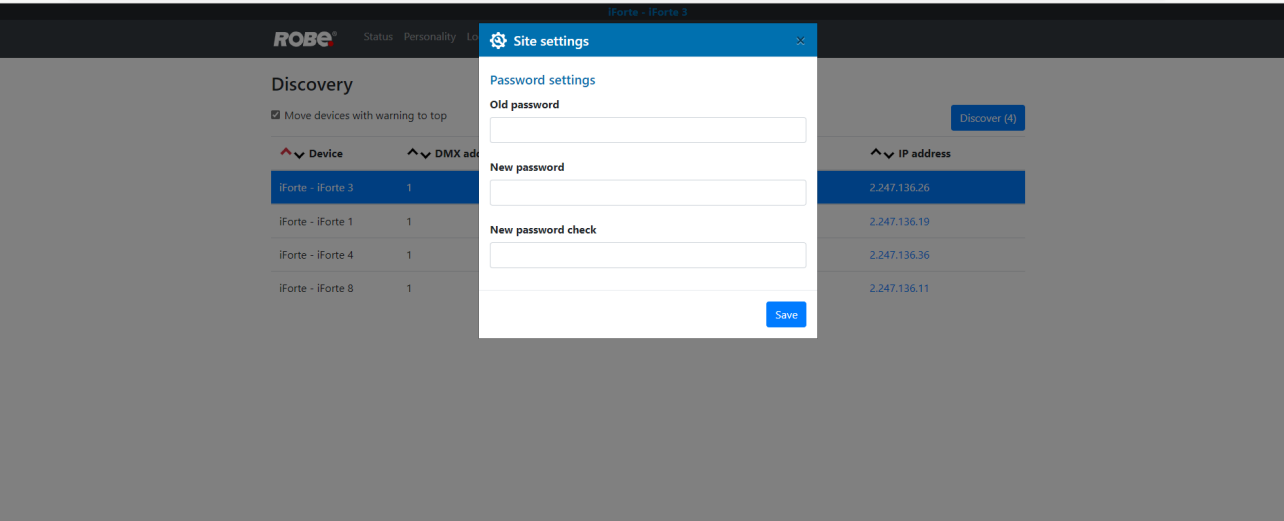 iForte - iForte 3
ROBE®
Status Personality Lo
Site settings
×
Password settings
Old password
New password
New password check
Save
Discovery
Move devices with warning to top
Discover (4)
Device DMX add IP address
iForte - iForte 3 1 2.247.136.26
iForte - iForte 1 1 2.247.136.19
iForte - iForte 4 1 2.247.136.36
iForte - iForte 8 1 2.247.136.11